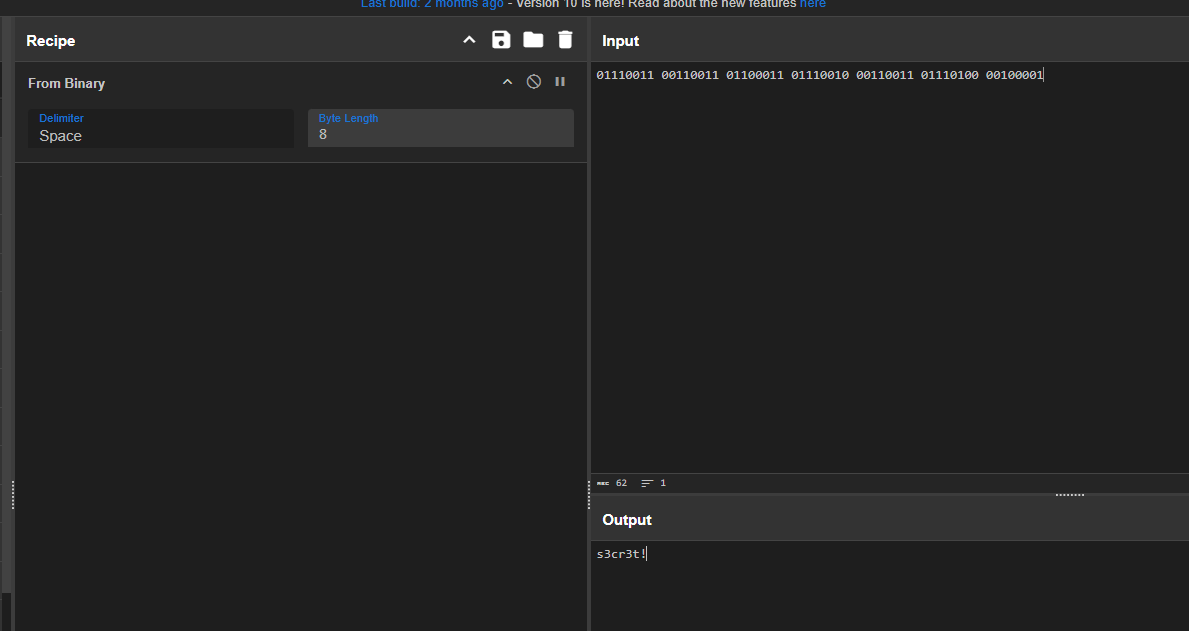 Last build: 2 months ago - Version 10 is here! Read about the new features here
Recipe
From Binary
Delimiter
Space
Byte Length
8
Input
01110011 00110011 01100011 01110010 00110011 01110100 00100001
REC 62 1
Output
s3cr3t!